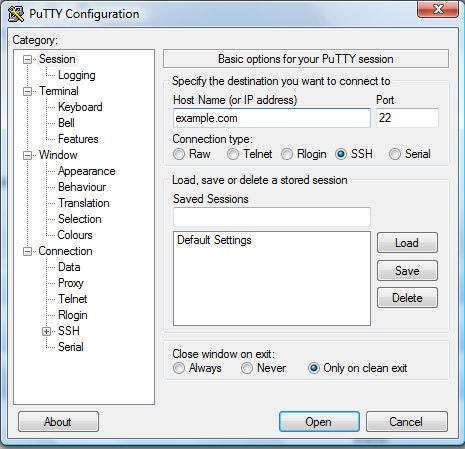 PuTTY Configuration
Category:
Session
Logging
Terminal
Keyboard
Bell
Features
Window
Appearance
Behaviour
Translation
Selection
Colours
Connection
Data
Proxy
Telnet
Rlogin
SSH
Serial
Basic options for your PuTTY session
Specify the destination you want to connect to
Host Name (or IP address) Port
example.com 22
Connection type:
Raw Telnet Rlogin SSH Serial
Load, save or delete a stored session
Saved Sessions
Default Settings
Load
Save
Delete
Close window on exit:
Always Never Only on clean exit
About Open Cancel